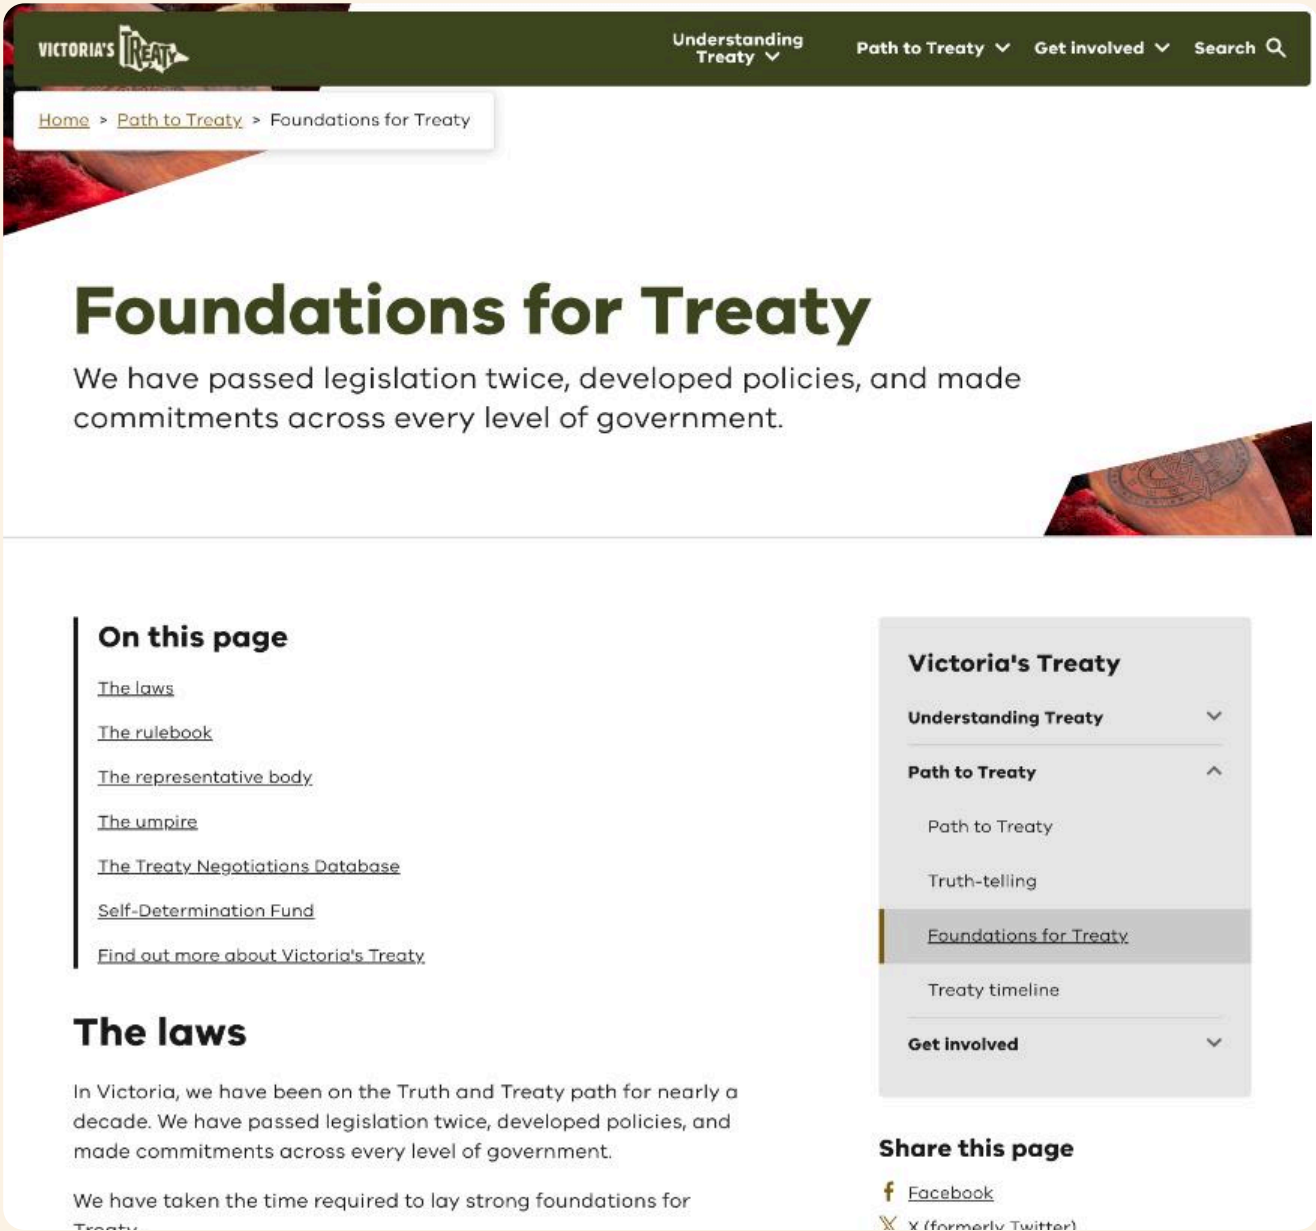 VICTORIA'S TREATY
Understanding
Treaty
Path to Treaty
Get involved
Search
Home > Path to Treaty > Foundations for Treaty
Foundations for Treaty
We have passed legislation twice, developed policies, and made
commitments across every level of government.
On this page
The laws
The rulebook
The representative body
The umpire
The Treaty Negotiations Database
Self-Determination Fund
Find out more about Victoria's Treaty
The laws
In Victoria, we have been on the Truth and Treaty path for nearly a
decade. We have passed legislation twice, developed policies, and
made commitments across every level of government.
We have taken the time required to lay strong foundations for
Treaty.
Victoria's Treaty
Understanding Treaty
Path to Treaty
Path to Treaty
Truth-telling
Foundations for Treaty
Treaty timeline
Get involved
Share this page
Facebook
X (formerly Twitter)